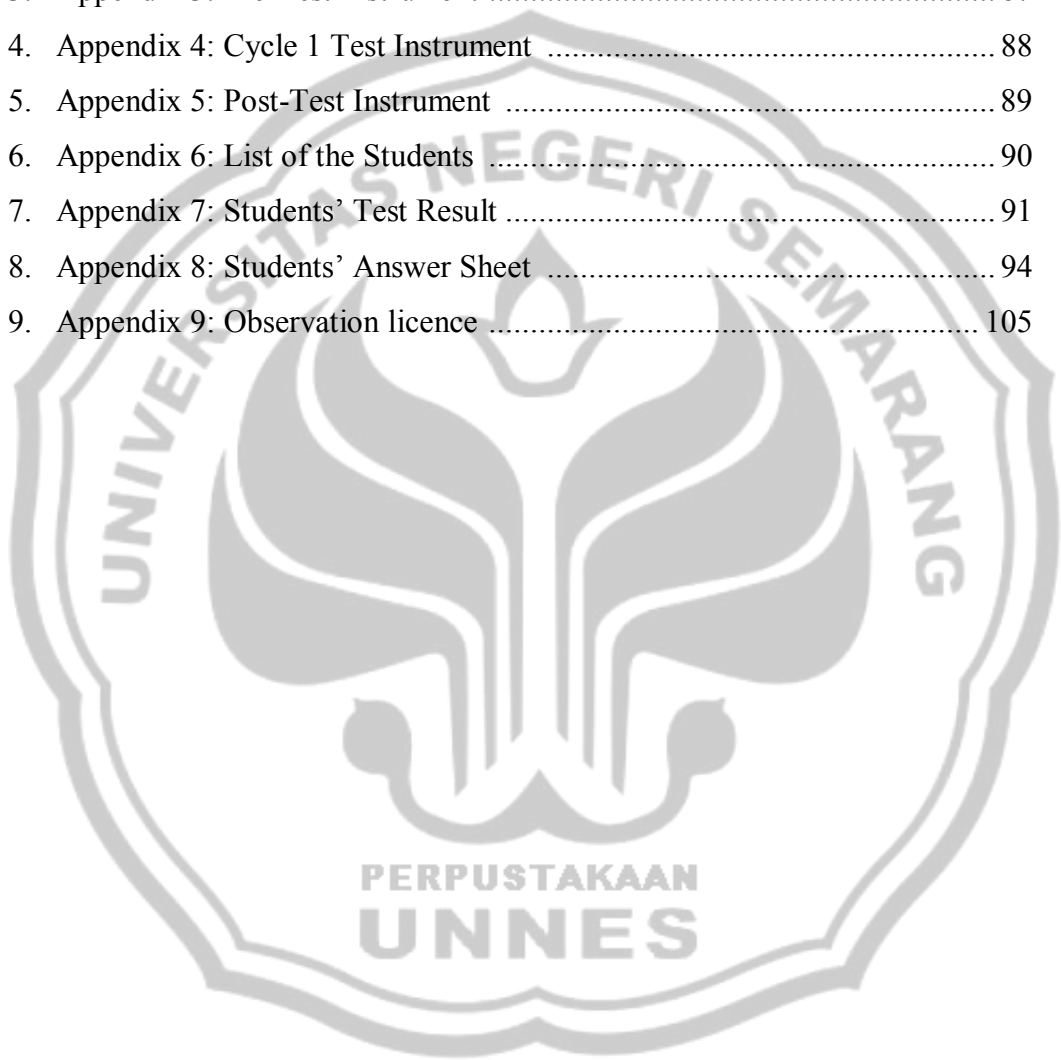 4. Appendix 4: Cycle 1 Test Instrument ........................................................ 88
5. Appendix 5: Post-Test Instrument ............................................................. 89
6. Appendix 6: List of the Students ............................................................... 90
7. Appendix 7: Students’ Test Result ............................................................. 91
8. Appendix 8: Students’ Answer Sheet ........................................................ 94
9. Appendix 9: Observation licence ............................................................. 105
UNIVERSITAS NEGERI SEMARANG
PERPUSTAKAAN
UNNES